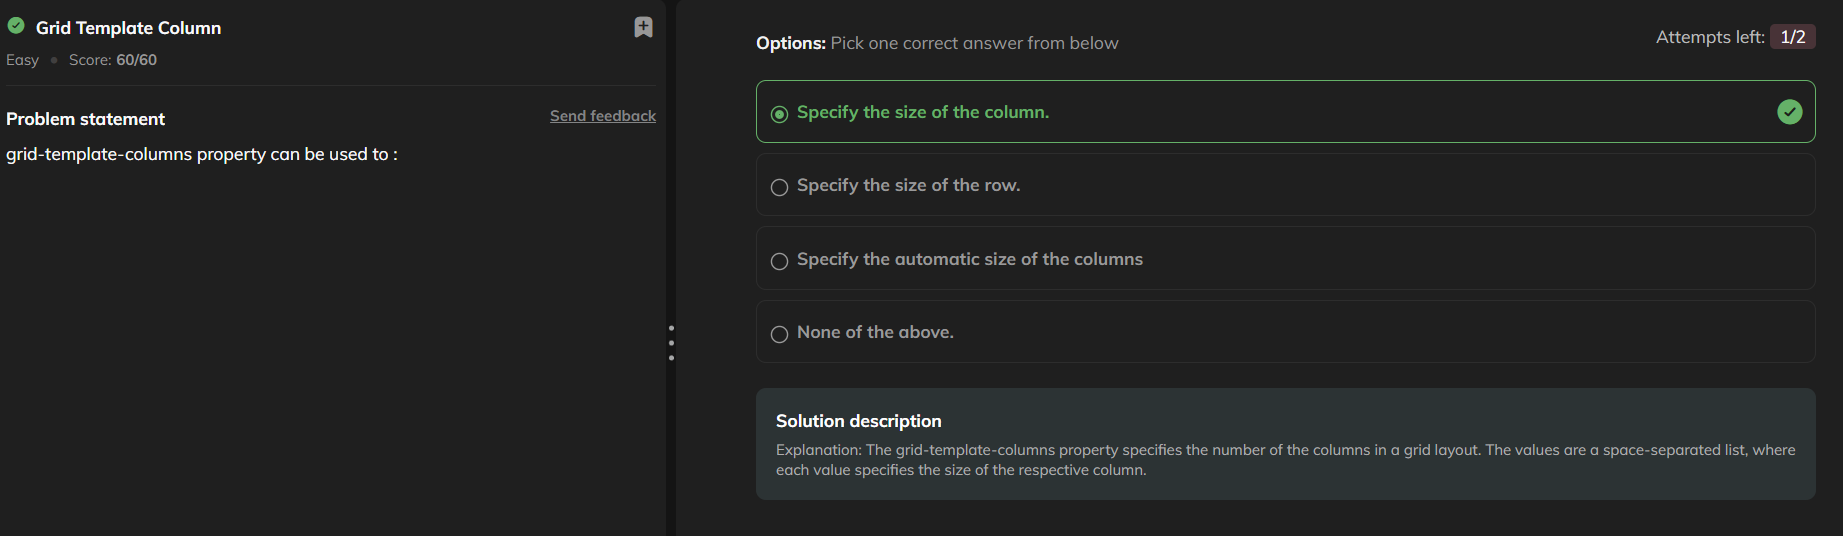 Grid Template Column
Easy
Score: 60/60
Problem statement
Send feedback
grid-template-columns property can be used to :
Options: Pick one correct answer from below
Attempts left: 1/2
Specify the size of the column.
Specify the size of the row.
Specify the automatic size of the columns
None of the above.
Solution description
Explanation: The grid-template-columns property specifies the number of the columns in a grid layout. The values are a space-separated list, where
each value specifies the size of the respective column.